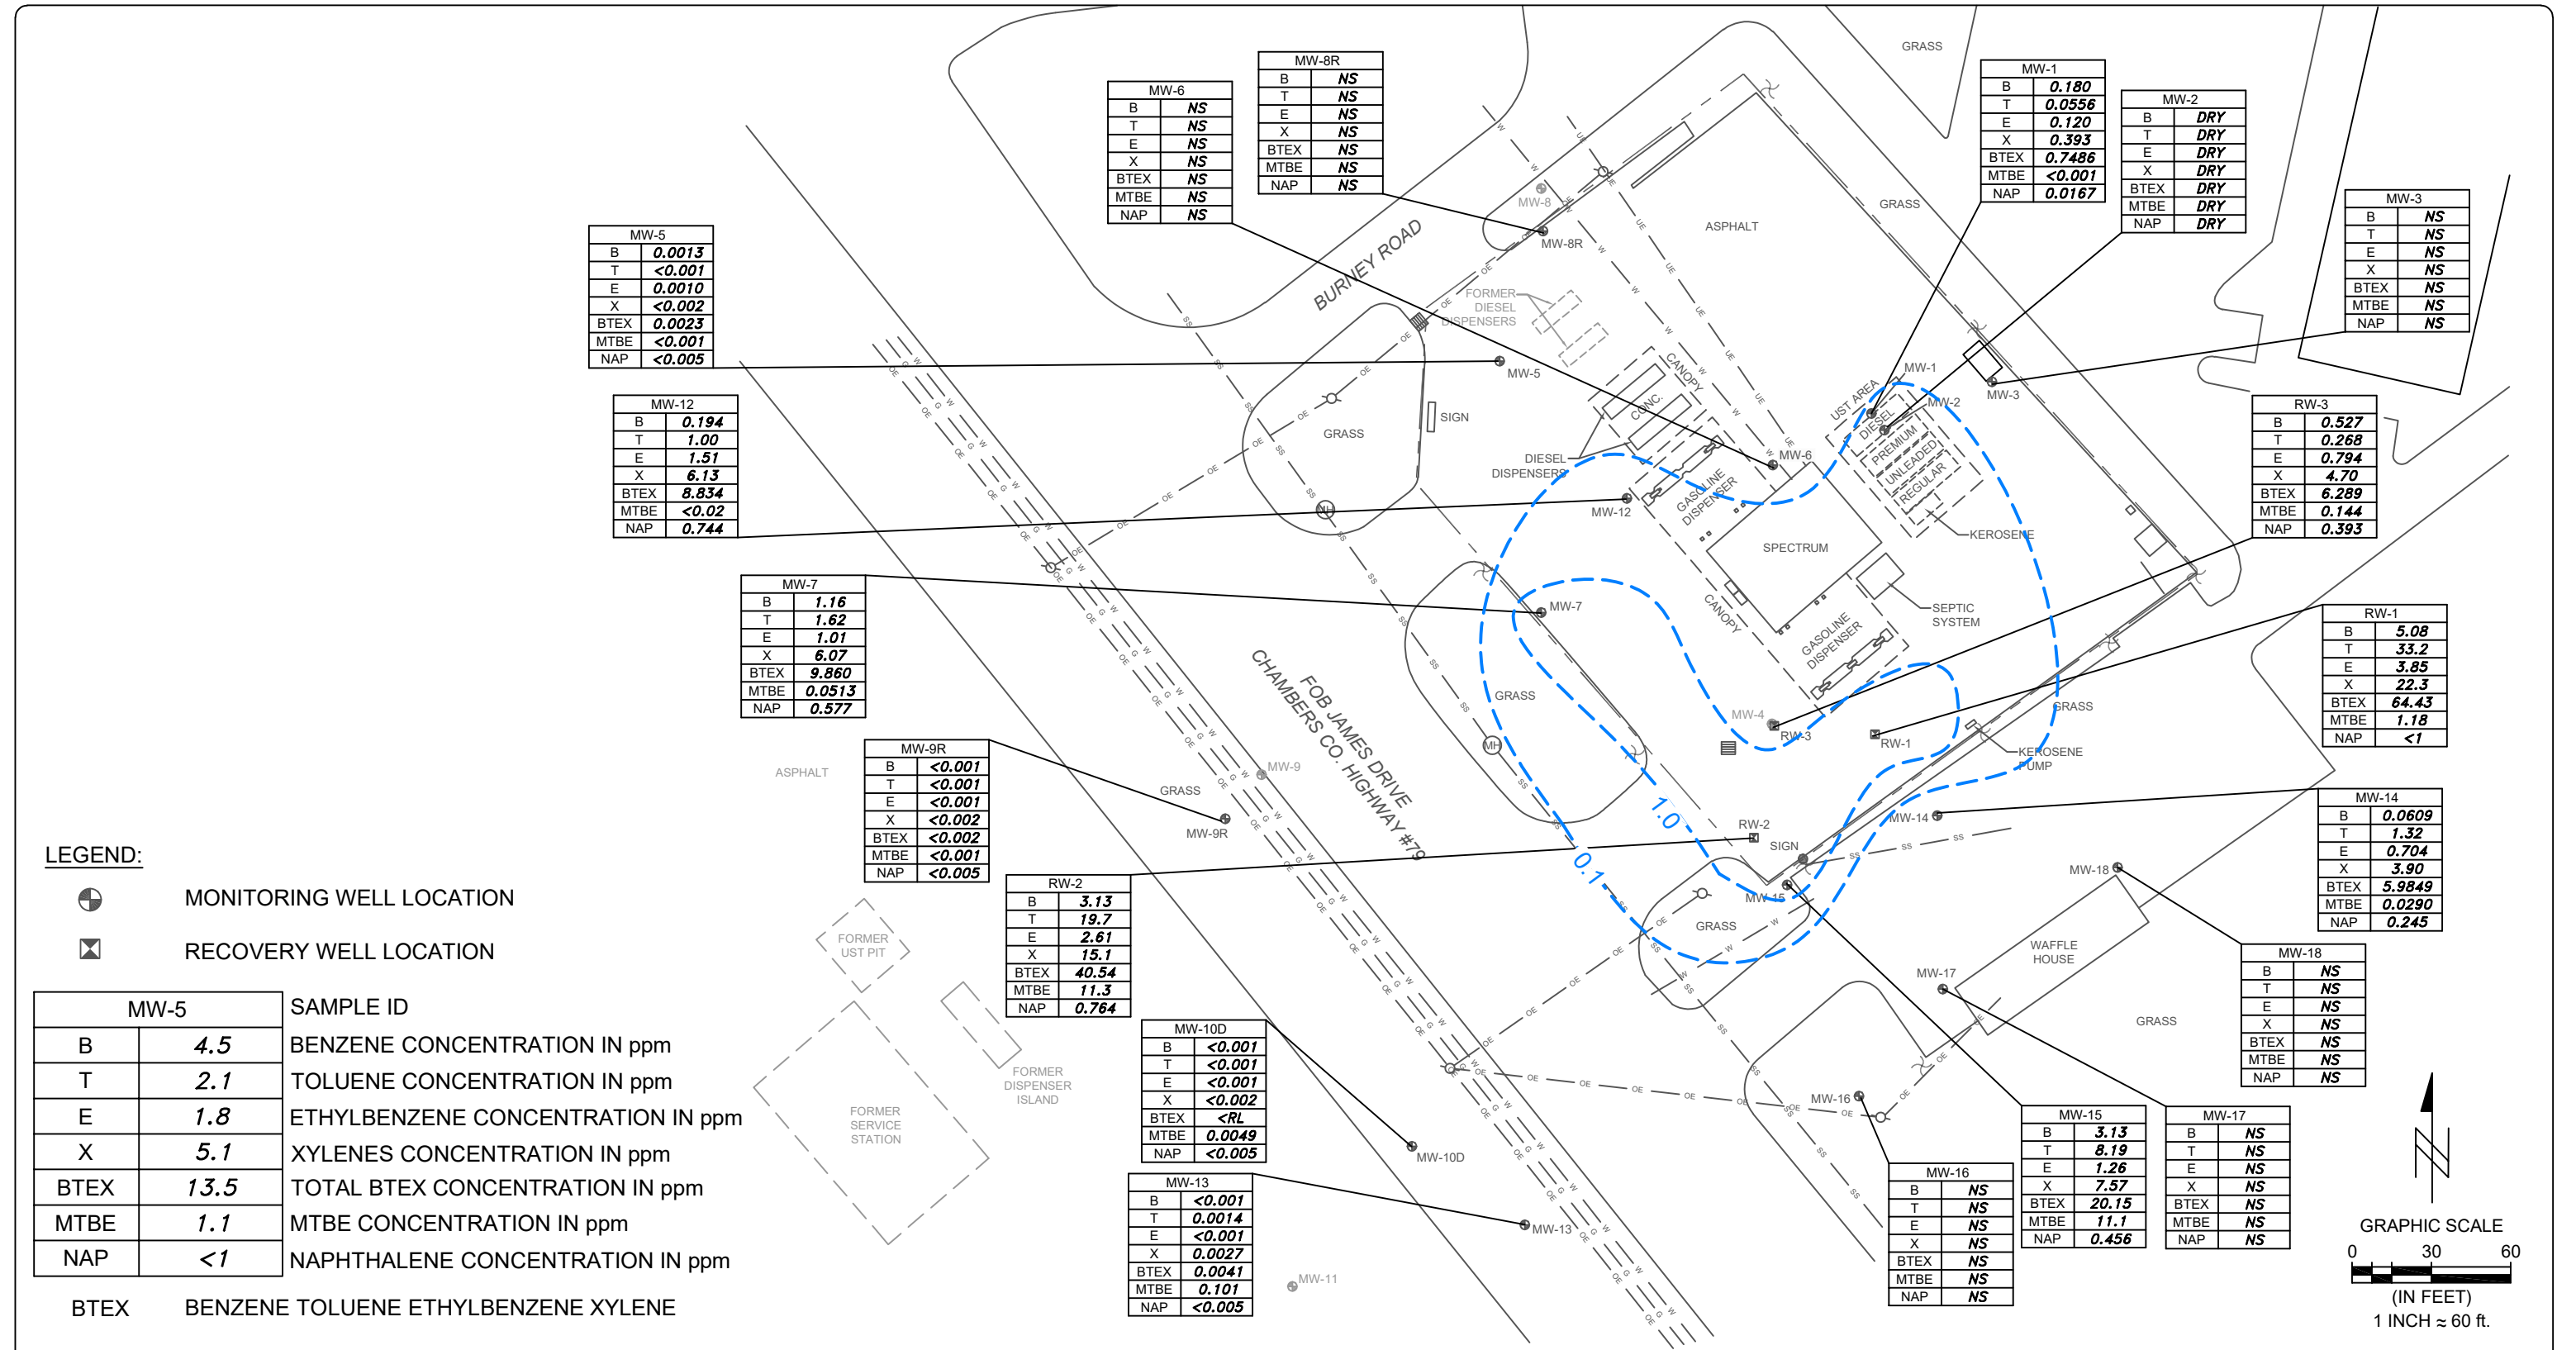 MW-8R
B NS
T NS
E NS
X NS
BTEX NS
MTBE NS
NAP NS
MW-6
B NS
T NS
E NS
X NS
BTEX NS
MTBE NS
NAP NS
MW-1
B 0.180
T 0.0556
E 0.120
X 0.393
BTEX 0.7486
MTBE <0.001
NAP 0.0167
MW-2
B DRY
T DRY
E DRY
X DRY
BTEX DRY
MTBE DRY
NAP DRY
MW-3
B NS
T NS
E NS
X NS
BTEX NS
MTBE NS
NAP NS
MW-5
B 0.0013
T <0.001
E 0.0010
X <0.002
BTEX 0.0023
MTBE <0.001
NAP <0.005
MW-12
B 0.194
T 1.00
E 1.51
X 6.13
BTEX 8.834
MTBE <0.02
NAP 0.744
RW-3
B 0.527
T 0.268
E 0.794
X 4.70
BTEX 6.289
MTBE 0.144
NAP 0.393
MW-7
B 1.16
T 1.62
E 1.01
X 6.07
BTEX 9.860
MTBE 0.0513
NAP 0.577
RW-1
B 5.08
T 33.2
E 3.85
X 22.3
BTEX 64.43
MTBE 1.18
NAP <1
MW-9R
B <0.001
T <0.001
E <0.001
X <0.002
BTEX <0.002
MTBE <0.001
NAP <0.005
MW-14
B 0.0609
T 1.32
E 0.704
X 3.90
BTEX 5.9849
MTBE 0.0290
NAP 0.245
RW-2
B 3.13
T 19.7
E 2.61
X 15.1
BTEX 40.54
MTBE 11.3
NAP 0.764
MW-18
B NS
T NS
E NS
X NS
BTEX NS
MTBE NS
NAP NS
MW-10D
B <0.001
T <0.001
E <0.001
X <0.002
BTEX <RL
MTBE 0.0049
NAP <0.005
MW-13
B <0.001
T 0.0014
E <0.001
X 0.0027
BTEX 0.0041
MTBE 0.101
NAP <0.005
MW-15
B 3.13
T 8.19
E 1.26
X 7.57
BTEX 20.15
MTBE 11.1
NAP 0.456
MW-17
B NS
T NS
E NS
X NS
BTEX NS
MTBE NS
NAP NS
MW-16
B NS
T NS
E NS
X NS
BTEX NS
MTBE NS
NAP NS
GRASS
GRASS
ASPHALT
BURNEY ROAD
MW-8
MW-8R
FORMER
DIESEL
DISPENSERS
MW-5
CANOPY
CONC.
SIGN
GRASS
DIESEL
DISPENSERS
GASOLINE
DISPENSER
MW-12
MW-6
UST AREA
MW-1
MW-2
MW-3
DIESEL
PREMIUM
UNLEADED
REGULAR
KEROSENE
SPECTRUM
SEPTIC
SYSTEM
CANOPY
GASOLINE
DISPENSER
MW-7
GRASS
MH
MH
MW-4
RW-3
RW-1
GRASS
KEROSENE
PUMP
FOB JAMES DRIVE
CHAMBERS CO. HIGHWAY #79
1.0
0.1
RW-2
SIGN
MW-14
MW-15
MW-18
GRASS
WAFFLE
HOUSE
MW-17
GRASS
MW-16
ASPHALT
GRASS
MW-9
MW-9R
FORMER
UST PIT
FORMER
DISPENSER
ISLAND
FORMER
SERVICE
STATION
MW-10D
MW-13
MW-11
LEGEND:
MONITORING WELL LOCATION
RECOVERY WELL LOCATION
MW-5 SAMPLE ID
B 4.5 BENZENE CONCENTRATION IN ppm
T 2.1 TOLUENE CONCENTRATION IN ppm
E 1.8 ETHYLBENZENE CONCENTRATION IN ppm
X 5.1 XYLENES CONCENTRATION IN ppm
BTEX 13.5 TOTAL BTEX CONCENTRATION IN ppm
MTBE 1.1 MTBE CONCENTRATION IN ppm
NAP <1 NAPHTHALENE CONCENTRATION IN ppm
BTEX BENZENE TOLUENE ETHYLBENZENE XYLENE
GRAPHIC SCALE
0 30 60
(IN FEET)
1 INCH ≈ 60 ft.